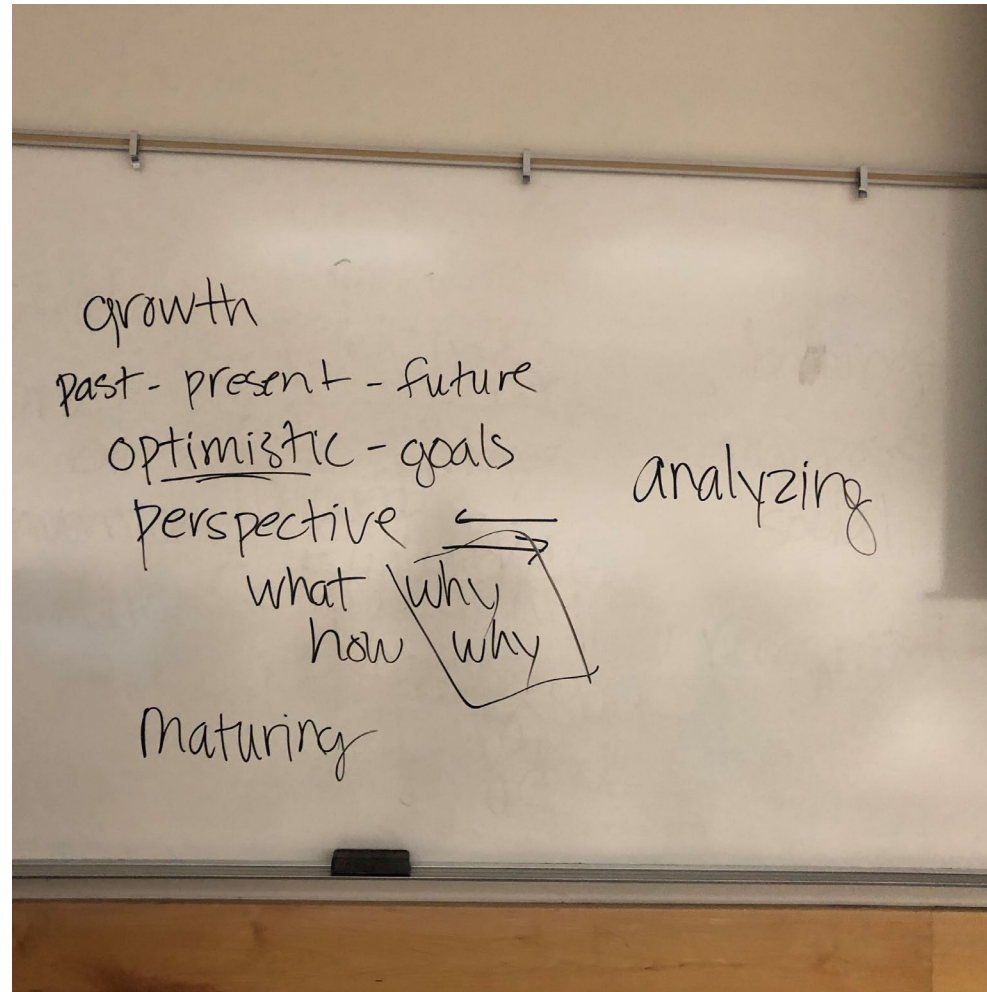 growth
past - present - future
optimistic - goals
analyzing
perspective
what why
how why
maturing